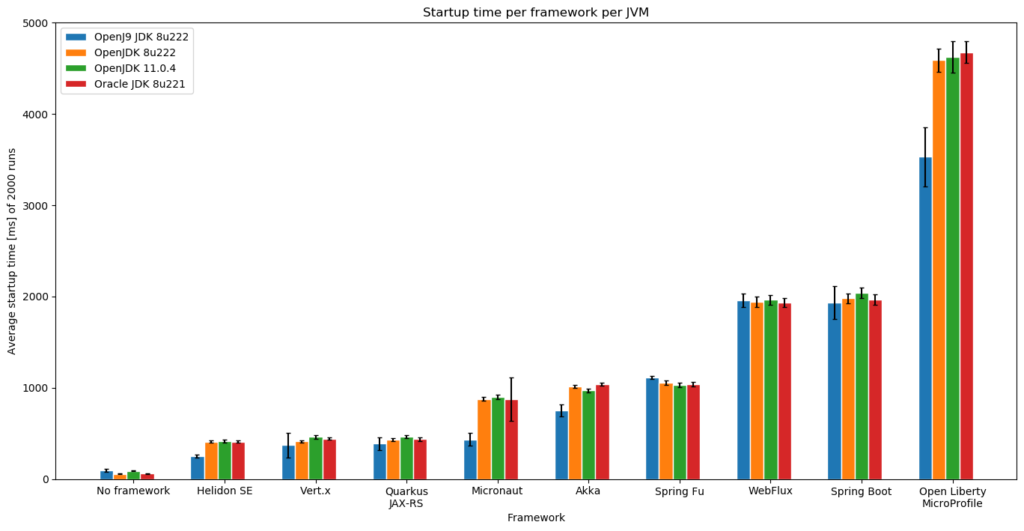 Startup time per framework per JVM
OpenJ9 JDK 8u222
OpenJDK 8u222
OpenJDK 11.0.4
Oracle JDK 8u221
5000
4000
3000
2000
1000
0
Average startup time [ms] of 2000 runs
No framework
Helidon SE
Vert.x
Quarkus
JAX-RS
Micronaut
Akka
Spring Fu
WebFlux
Spring Boot
Open Liberty
MicroProfile
Framework